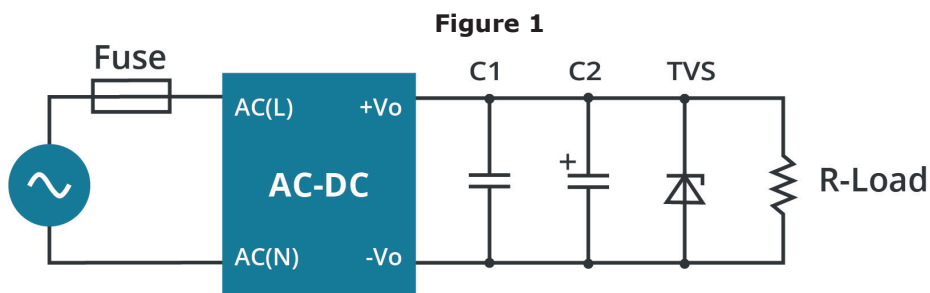 Figure 1
Fuse
C1
C2
TVS
AC(L)
+Vo
AC-DC
+
R-Load
AC(N)
-Vo